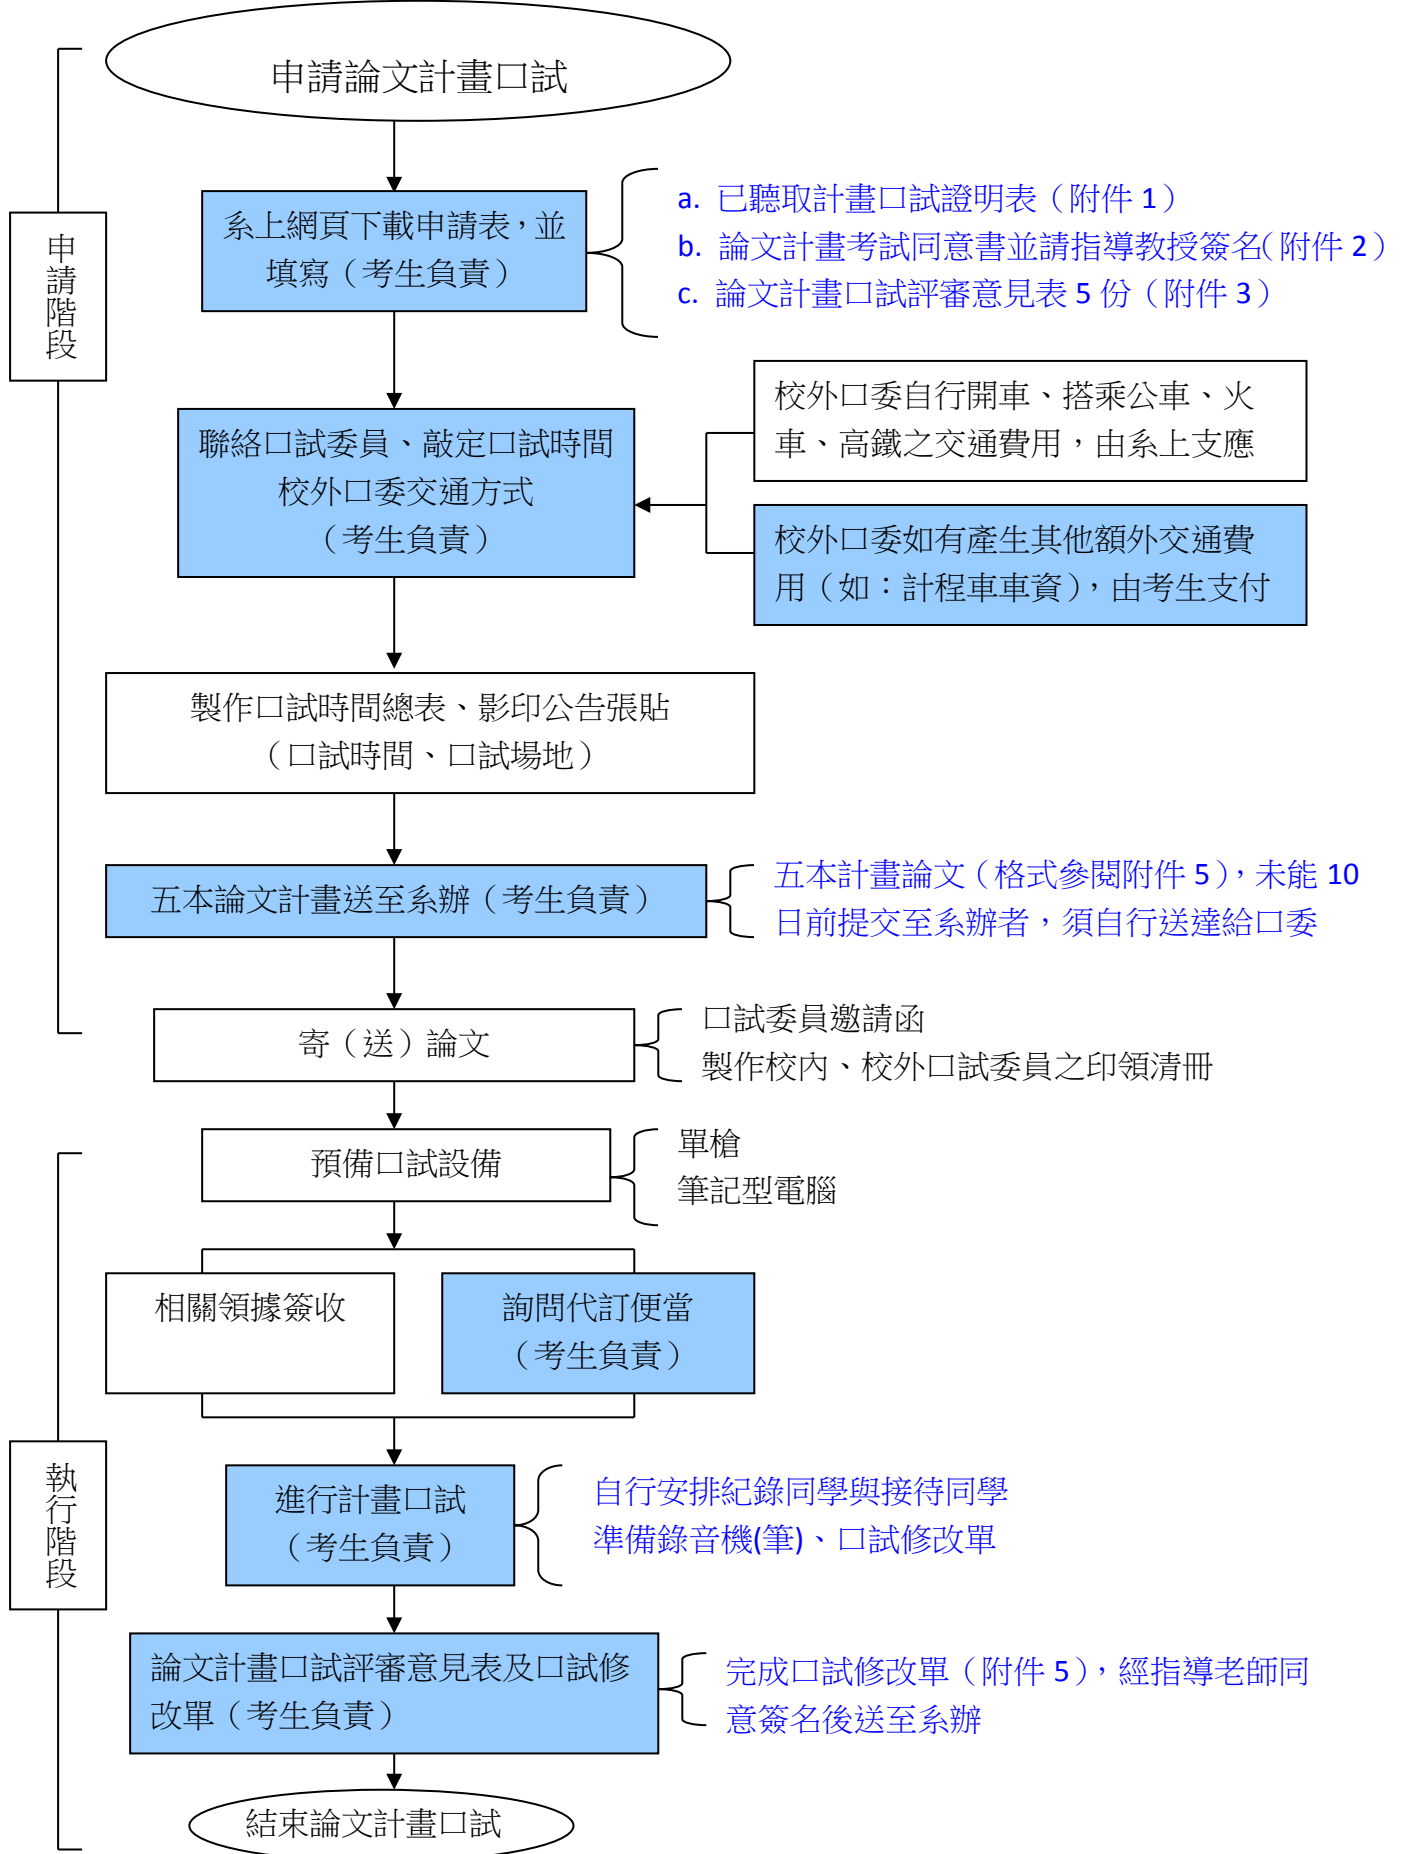 申請論文計畫口試
申請階段
系上網頁下載申請表，並
填寫（考生負責）
a. 已聽取計畫口試證明表（附件 1）
b. 論文計畫考試同意書並請指導教授簽名（附件 2）
c. 論文計畫口試評審意見表 5 份（附件 3）
聯絡口試委員、敲定口試時間
校外口委交通方式
（考生負責）
校外口委自行開車、搭乘公車、火
車、高鐵之交通費用，由系上支應
校外口委如有產生其他額外交通費
用（如：計程車車資），由考生支付
製作口試時間總表、影印公告張貼
（口試時間、口試場地）
五本論文計畫送至系辦（考生負責）
五本計畫論文（格式參閱附件 5），未能 10
日前提交至系辦者，須自行送達給口委
寄（送）論文
口試委員邀請函
製作校內、校外口試委員之印領清冊
執行階段
預備口試設備
單槍
筆記型電腦
相關領據簽收
詢問代訂便當
（考生負責）
進行計畫口試
（考生負責）
自行安排紀錄同學與接待同學
準備錄音機(筆)、口試修改單
論文計畫口試評審意見表及口試修
改單（考生負責）
完成口試修改單（附件 5），經指導老師同
意簽名後送至系辦
結束論文計畫口試